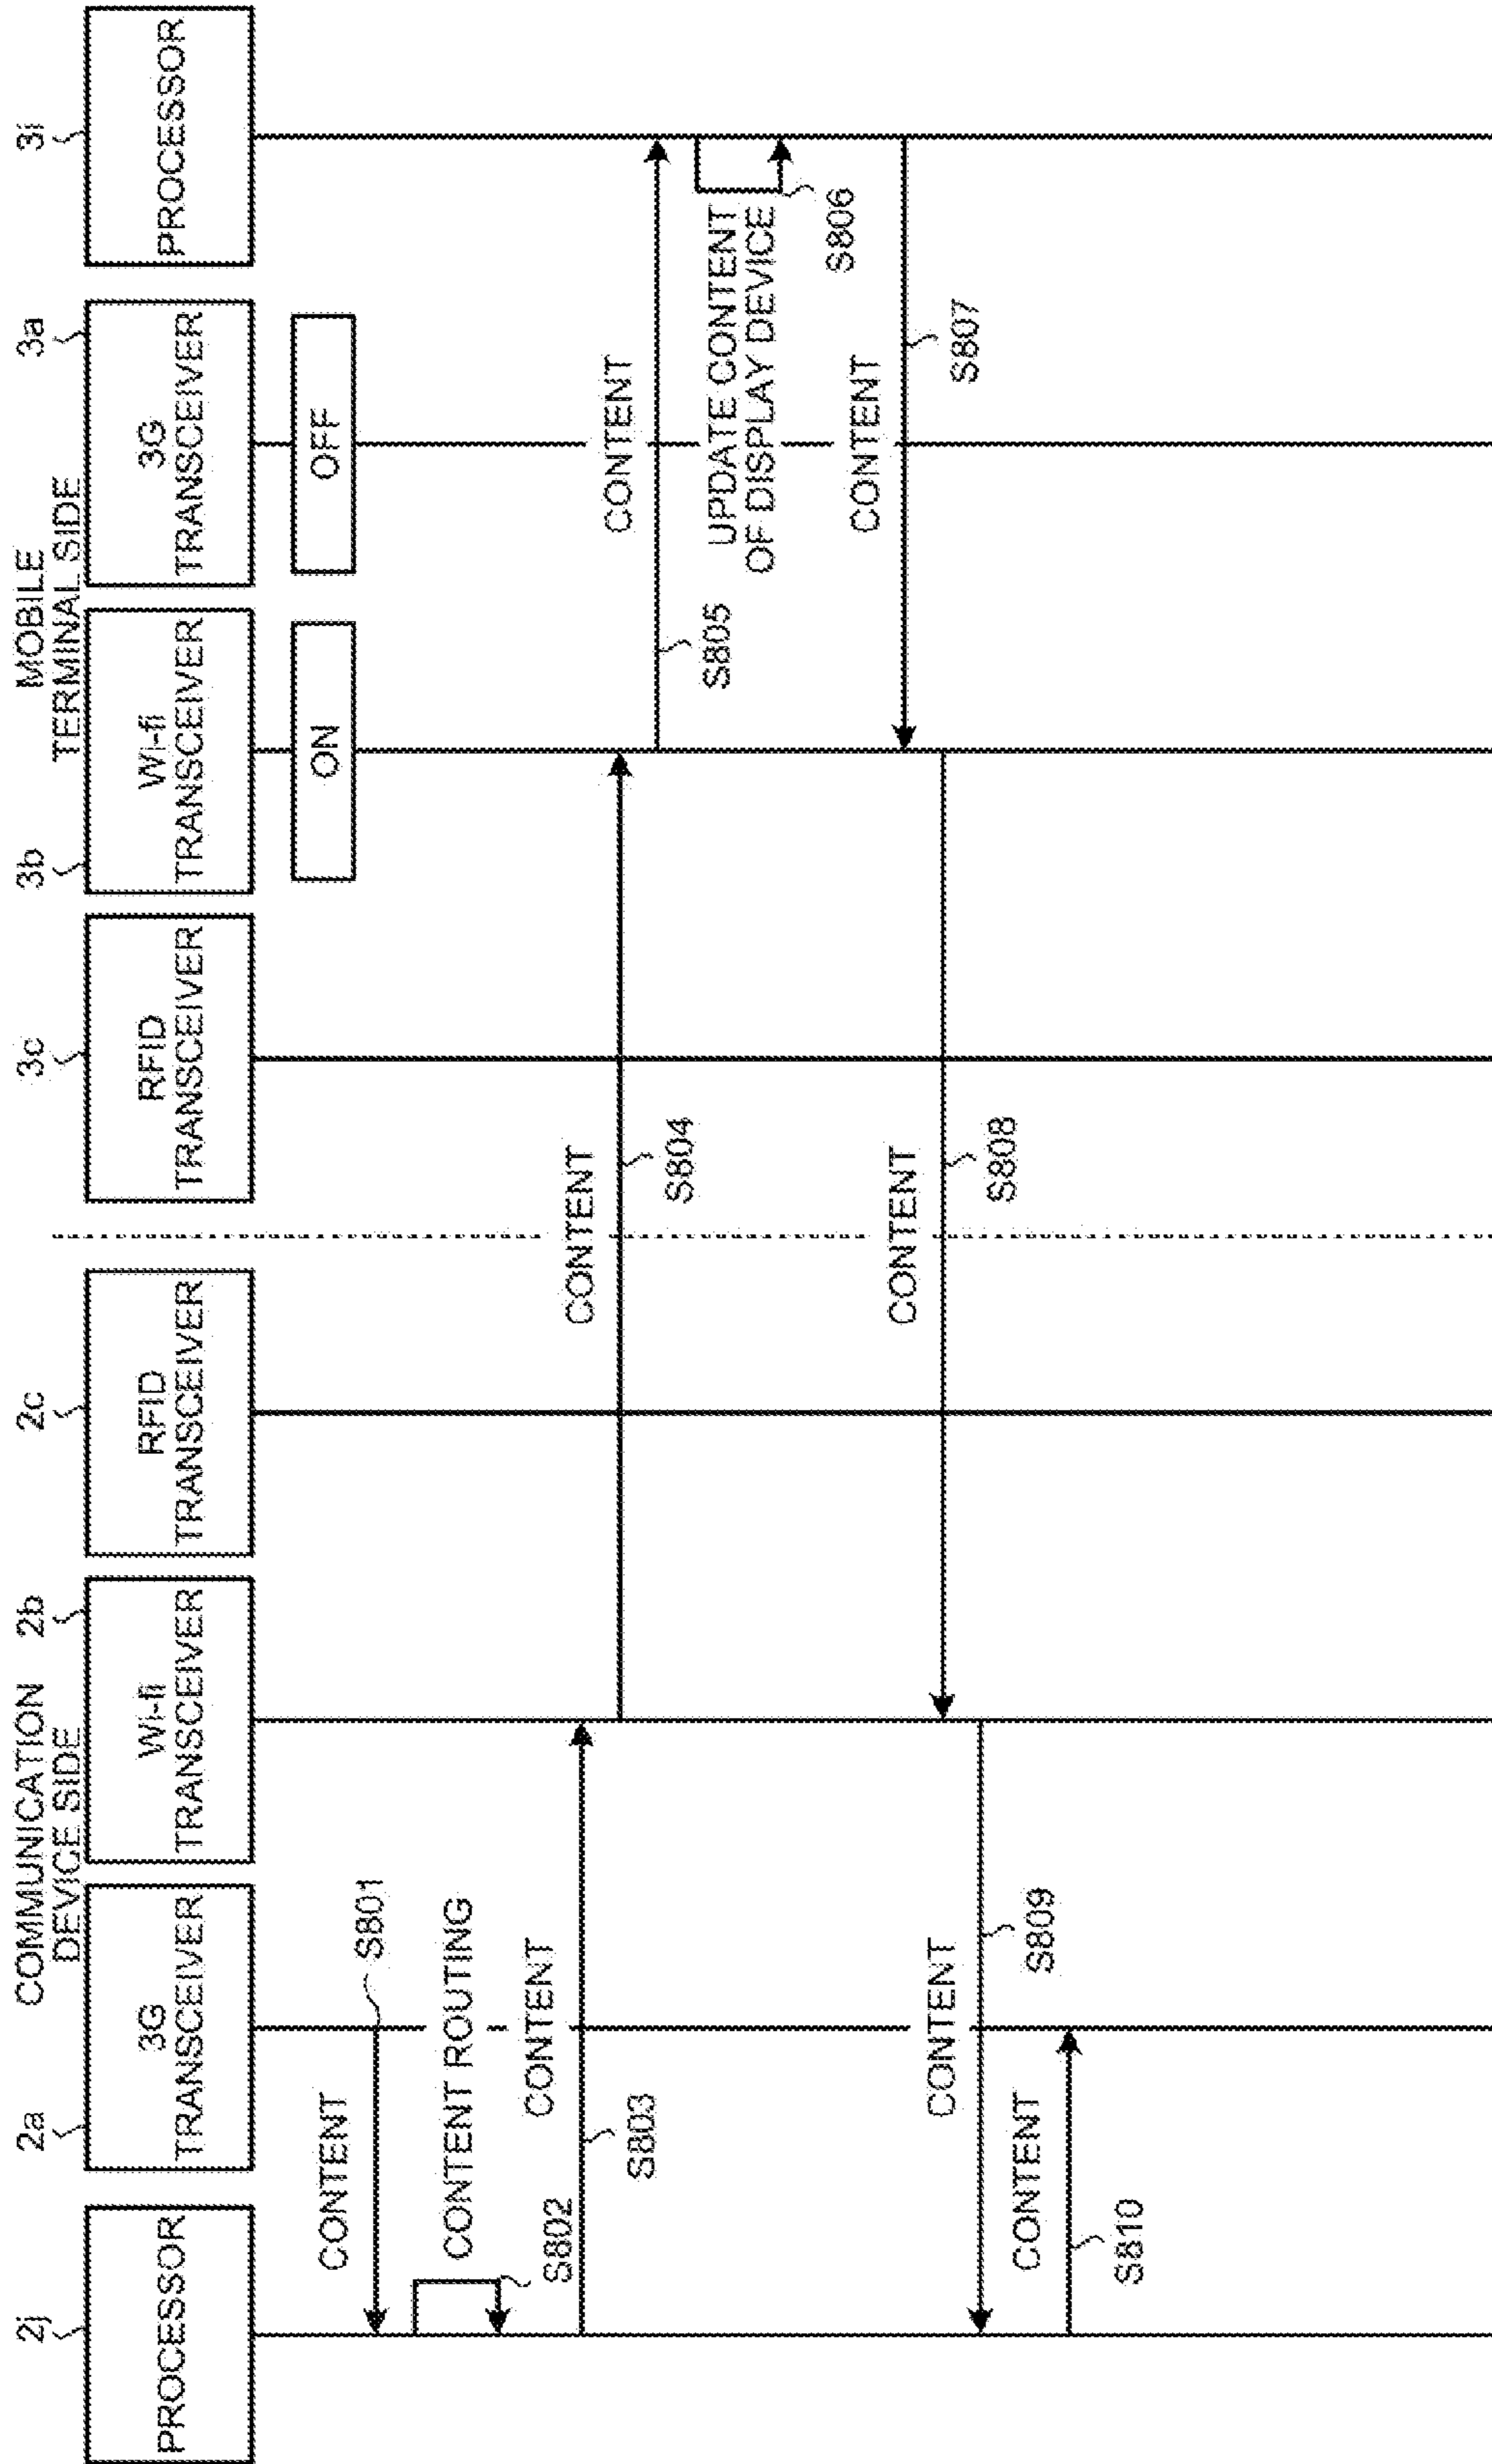 COMMUNICATION
DEVICE SIDE
MOBILE
TERMINAL SIDE
2j
2a
2b
2c
3c
3b
3a
3i
PROCESSOR
3G
TRANSCEIVER
Wi-fi
TRANSCEIVER
RFID
TRANSCEIVER
RFID
TRANSCEIVER
Wi-fi
TRANSCEIVER
3G
TRANSCEIVER
PROCESSOR
ON
OFF
CONTENT
S801
CONTENT ROUTING
S802
CONTENT
S803
CONTENT
S804
CONTENT
S805
UPDATE CONTENT
OF DISPLAY DEVICE
S806
CONTENT
S807
CONTENT
S808
CONTENT
S809
CONTENT
S810